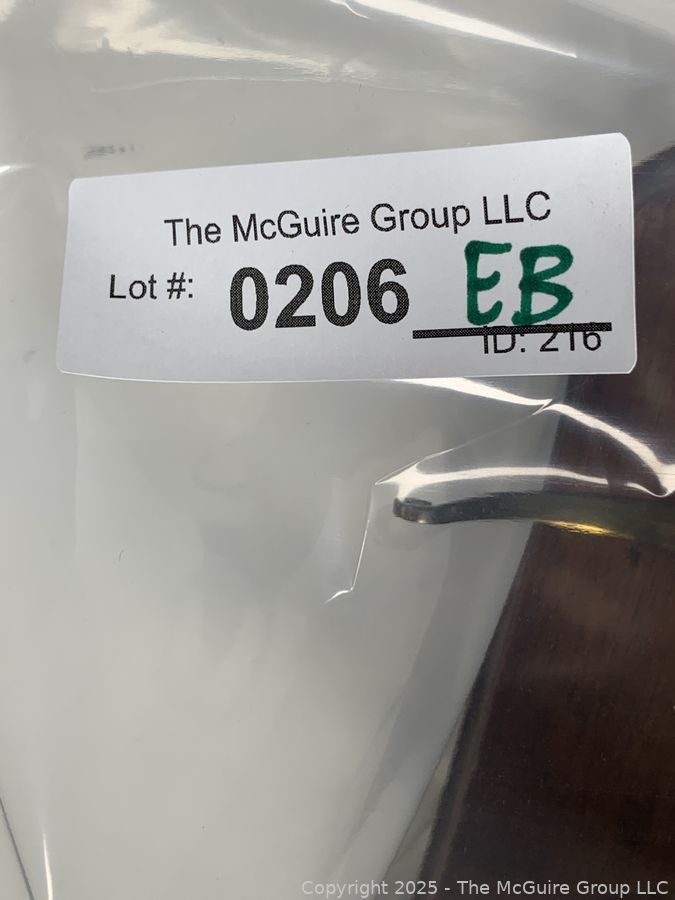 The McGuire Group LLC
Lot #: 0206 EB
ID: 216
Copyright 2025 - The McGuire Group LLC